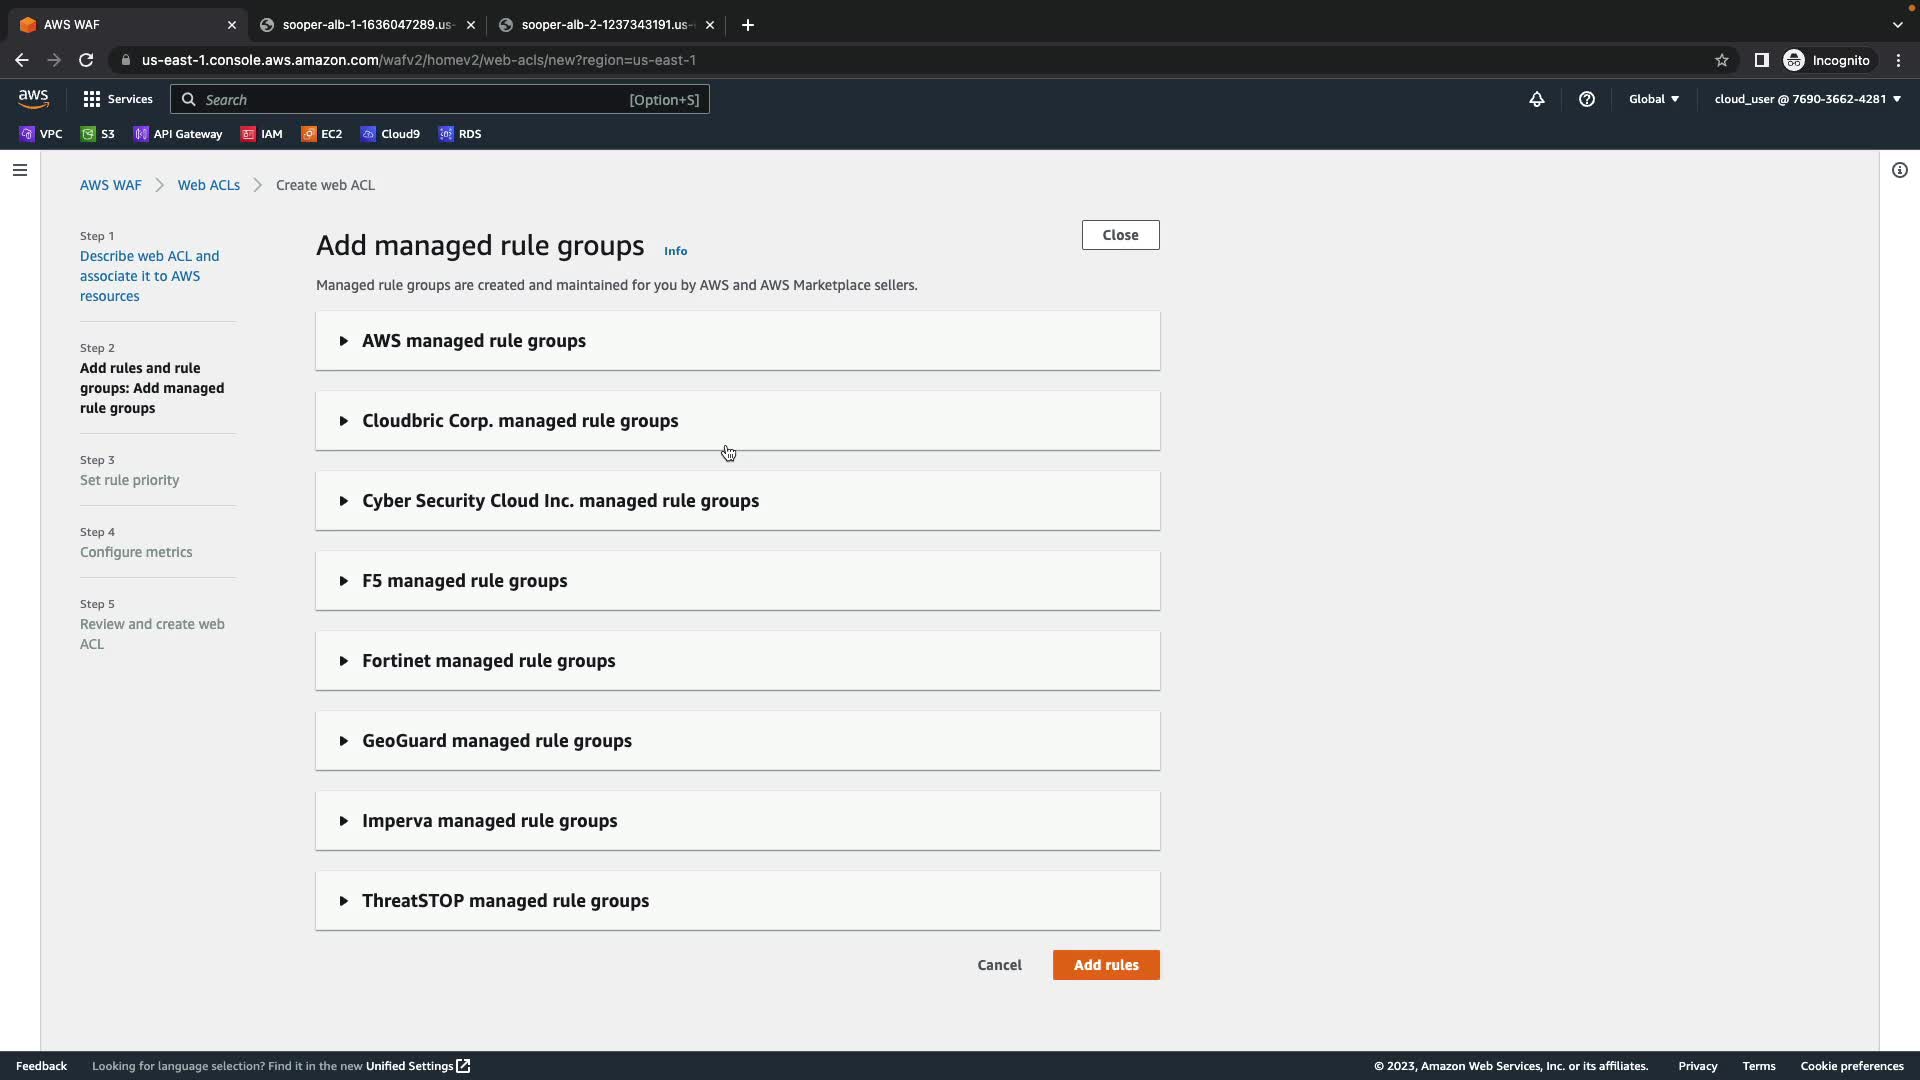 AWS WAF
sooper-alb-1-1636047289.us-
sooper-alb-2-1237343191.us-
us-east-1.console.aws.amazon.com/wafv2/homev2/web-acls/new?region=us-east-1
Incognito
aws
Services
Search
[Option+S]
Global
cloud_user @ 7690-3662-4281
VPC
S3
API Gateway
IAM
EC2
Cloud9
RDS
AWS WAF
Web ACLs
Create web ACL
Step 1
Describe web ACL and
associate it to AWS
resources
Step 2
Add rules and rule
groups: Add managed
rule groups
Step 3
Set rule priority
Step 4
Configure metrics
Step 5
Review and create web
ACL
Add managed rule groups
Info
Close
Managed rule groups are created and maintained for you by AWS and AWS Marketplace sellers.
AWS managed rule groups
Cloudbric Corp. managed rule groups
Cyber Security Cloud Inc. managed rule groups
F5 managed rule groups
Fortinet managed rule groups
GeoGuard managed rule groups
Imperva managed rule groups
ThreatSTOP managed rule groups
Cancel
Add rules
Feedback
Looking for language selection? Find it in the new Unified Settings
© 2023, Amazon Web Services, Inc. or its affiliates.
Privacy
Terms
Cookie preferences